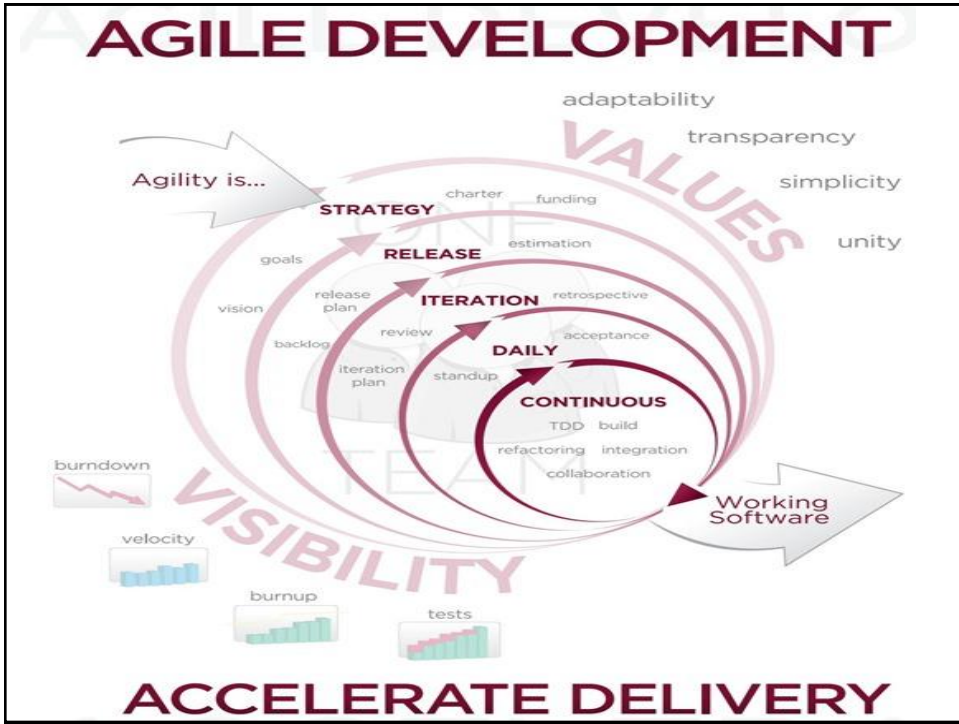 AGILE DEVELOPMENT
adaptability
VALUES
transparency
Agility is...
simplicity
charter
funding
STRATEGY
ONE
unity
estimation
goals
RELEASE
release
plan
ITERATION
retrospective
vision
review
acceptance
backlog
DAILY
iteration
plan
standup
CONTINUOUS
TDD build
refactoring integration
TEAM
collaboration
burndown
Working
Software
VISIBILITY
velocity
burnup
tests
ACCELERATE DELIVERY